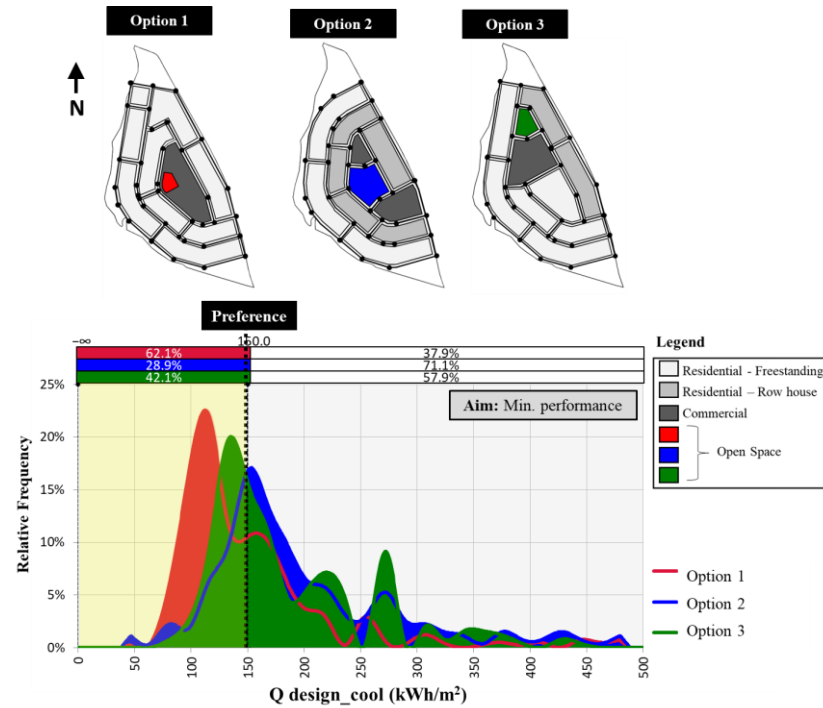 Option 1
Option 2
Option 3
N
Preference
−∞
62.1%
37.9%
28.9%
71.1%
42.1%
57.9%
Aim: Min. performance
25%
20%
15%
10%
5%
0%
Relative Frequency
0
50
100
150
200
250
300
350
400
450
500
Q design_cool (kWh/m²)
Legend
Residential - Freestanding
Residential – Row house
Commercial
Open Space
Option 1
Option 2
Option 3